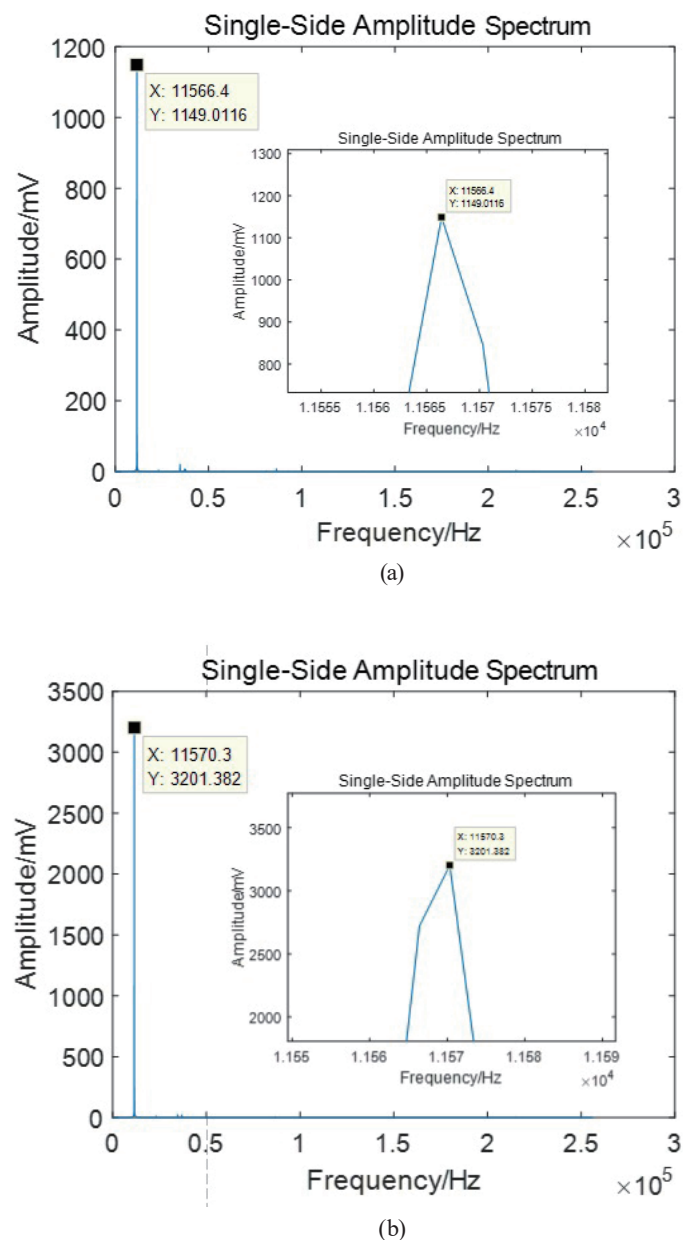 Single-Side Amplitude Spectrum
1200
1000
800
600
400
200
0
Amplitude/mV
X: 11566.4
Y: 1149.0116
Single-Side Amplitude Spectrum
1300
1200
1100
1000
900
800
Amplitude/mV
X: 11566.4
Y: 1149.0116
1.1555 1.156 1.1565 1.157 1.1575 1.158
Frequency/Hz
×10⁴
0 0.5 1 1.5 2 2.5 3
Frequency/Hz
×10⁵
(a)
Single-Side Amplitude Spectrum
3500
3000
2500
2000
1500
1000
500
0
Amplitude/mV
X: 11570.3
Y: 3201.382
Single-Side Amplitude Spectrum
3500
3000
2500
2000
Amplitude/mV
X: 11570.3
Y: 3201.382
1.155 1.156 1.157 1.158 1.159
Frequency/Hz
×10⁴
0 0.5 1 1.5 2 2.5 3
Frequency/Hz
×10⁵
(b)